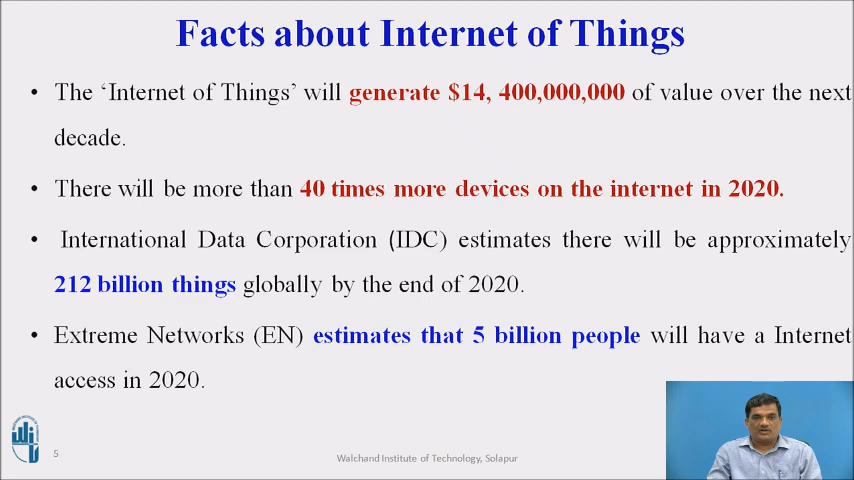 Facts about Internet of Things
• The ‘Internet of Things’ will generate $14, 400,000,000 of value over the next
decade.
• There will be more than 40 times more devices on the internet in 2020.
• International Data Corporation (IDC) estimates there will be approximately
212 billion things globally by the end of 2020.
• Extreme Networks (EN) estimates that 5 billion people will have a Internet
access in 2020.
5
Walchand Institute of Technology, Solapur